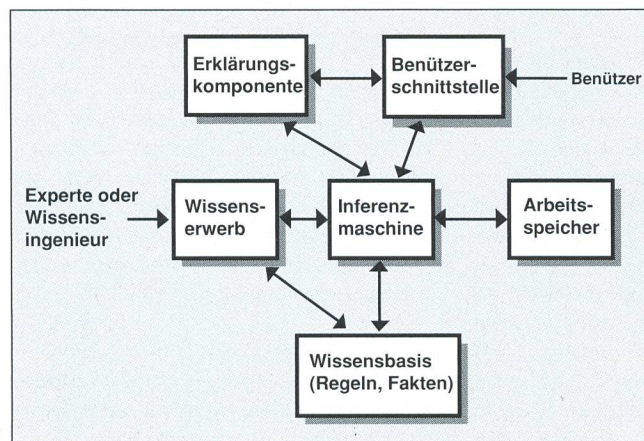 Erklärungs-
komponente
Benützer-
schnittstelle
Benützer
Experte oder
Wissens-
ingenieur
Wissens-
erwerb
Inferenz-
maschine
Arbeits-
speicher
Wissensbasis
(Regeln, Fakten)